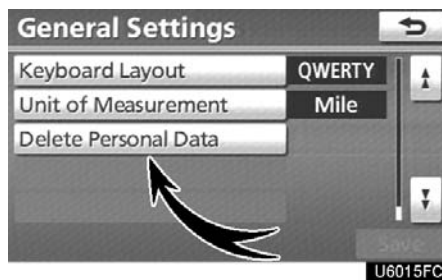 General Settings
Keyboard Layout QWERTY
Unit of Measurement Mile
Delete Personal Data
Save
U6015FC